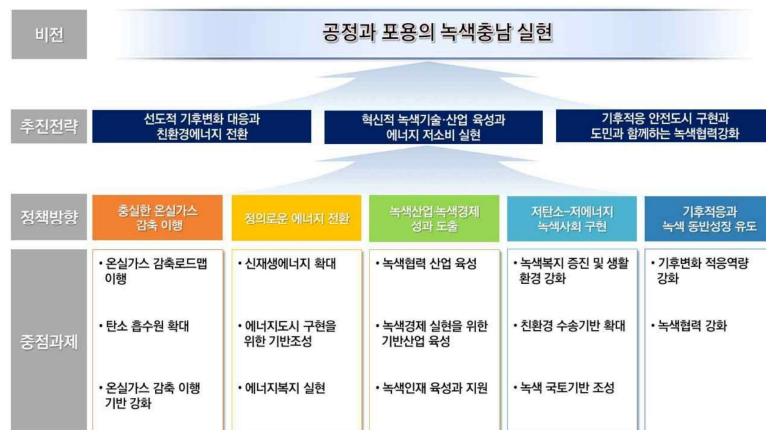 비전
공정과 포용의 녹색충남 실현
추진전략
선도적 기후변화 대응과
친환경에너지 전환
혁신적 녹색기술·산업 육성과
에너지 저소비 실현
기후적응 안전도시 구현과
도민과 함께하는 녹색협력강화
정책방향
충실한 온실가스
감축 이행
정의로운 에너지 전환
녹색산업·녹색경제
성과 도출
저탄소-저에너지
녹색사회 구현
기후적응과
녹색 동반성장 유도
중점과제
• 온실가스 감축로드맵
이행
• 탄소 흡수원 확대
• 온실가스 감축 이행
기반 강화
• 신재생에너지 확대
• 에너지도시 구현을
위한 기반조성
• 에너지복지 실현
• 녹색협력 산업 육성
• 녹색경제 실현을 위한
기반산업 육성
• 녹색인재 육성과 지원
• 녹색복지 증진 및 생활
환경 강화
• 친환경 수송기반 확대
• 녹색 국토기반 조성
• 기후변화 적응역량
강화
• 녹색협력 강화